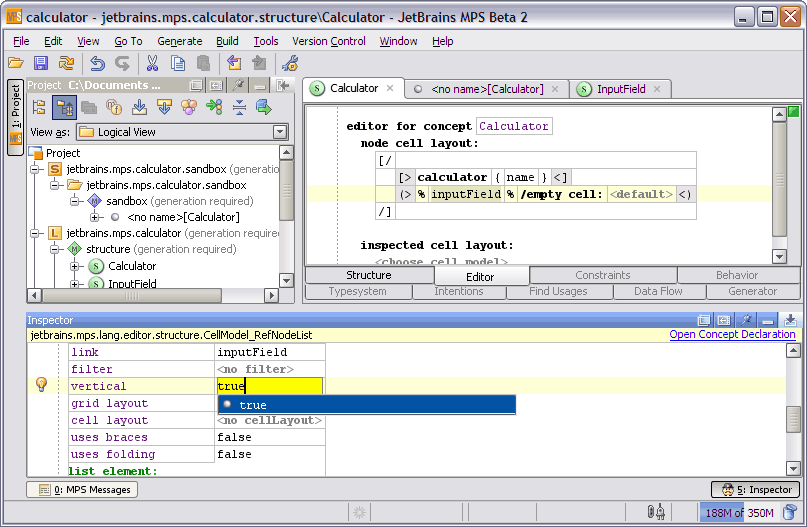 calculator - jetbrains.mps.calculator.structure\Calculator - JetBrains MPS Beta 2
File Edit View Go To Generate Build Tools Version Control Window Help
1: Project
Project C:\Documents ...
View as: Logical View
Project
jetbrains.mps.calculator.sandbox (generation
jetbrains.mps.calculator.sandbox
sandbox (generation required)
<no name>[Calculator]
jetbrains.mps.calculator (generation require
structure (generation required)
Calculator
InputField
Calculator <no name>[Calculator] InputField
editor for concept Calculator
node cell layout:
[/
[> calculator { name } <]
(> % inputField % /empty cell: <default> <)
/]
inspected cell layout:
<choose cell model>
Structure Editor Constraints Behavior
Typesystem Intentions Find Usages Data Flow Generator
Inspector
jetbrains.mps.lang.editor.structure.CellModel_RefNodeList
Open Concept Declaration
link inputField
filter <no filter>
vertical true
grid layout true
cell layout <no cellLayout>
uses braces false
uses folding false
list element:
0: MPS Messages 5: Inspector
188M of 350M